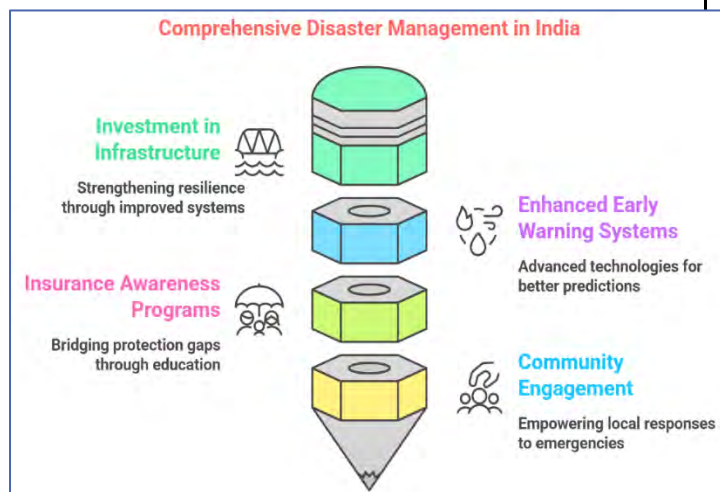 Comprehensive Disaster Management in India
Investment in
Infrastructure
Strengthening resilience
through improved systems
Enhanced Early
Warning Systems
Advanced technologies for
better predictions
Insurance Awareness
Programs
Bridging protection gaps
through education
Community
Engagement
Empowering local responses
to emergencies